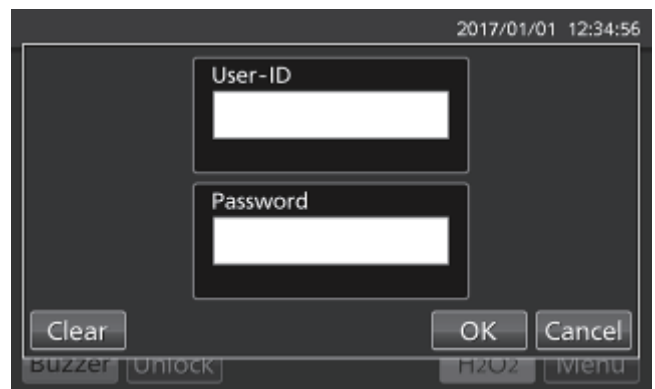 2017/01/01 12:34:56
User-ID
Password
Clear OK Cancel
Buzzer Unlock H2O2 Menu